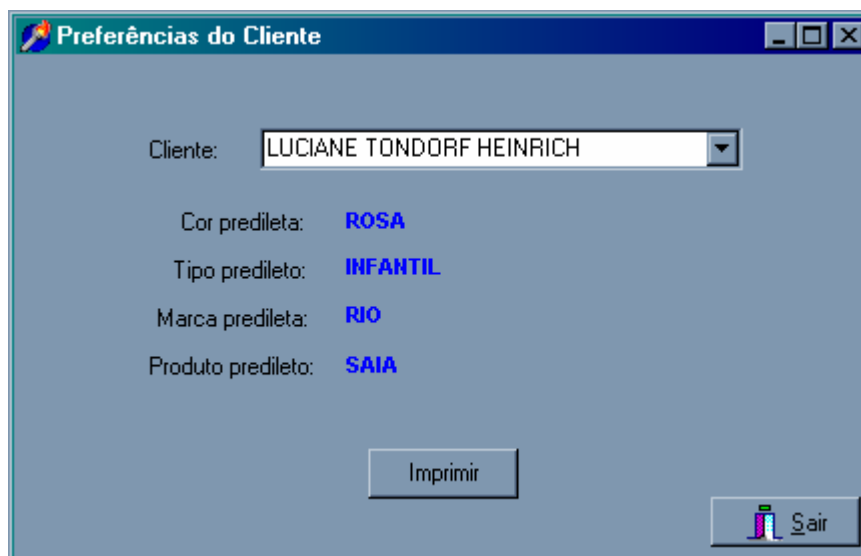 Preferências do Cliente
Cliente: LUCIANE TONDORF HEINRICH
Cor predileta: ROSA
Tipo predileto: INFANTIL
Marca predileta: RIO
Produto predileto: SAIA
Imprimir
Sair